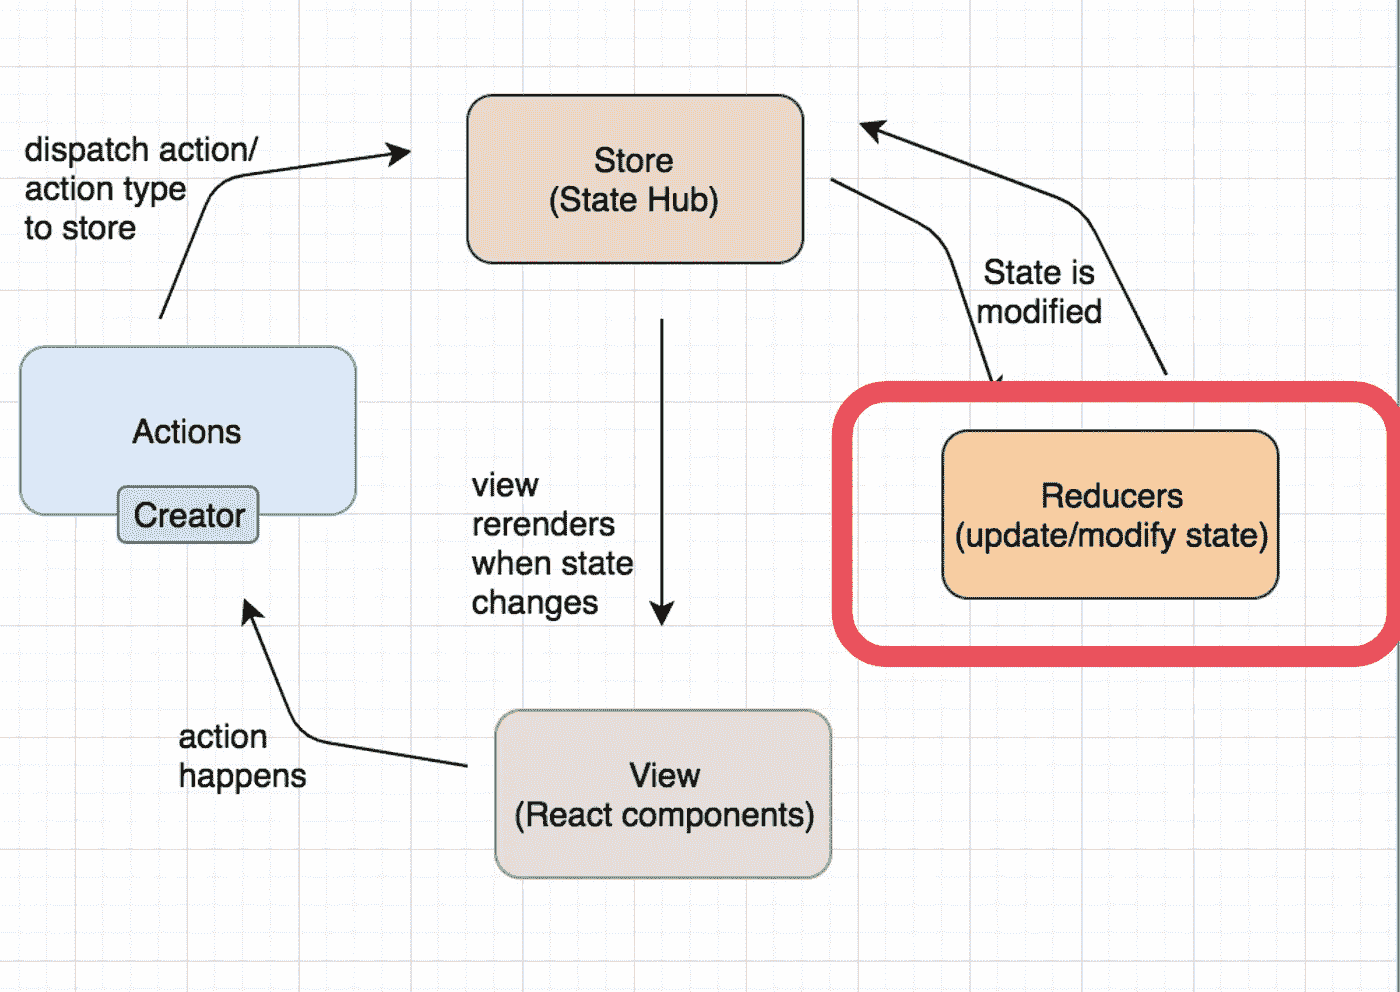 dispatch action/
action type
to store
Store
(State Hub)
State is
modified
Actions
Creator
view
rerenders
when state
changes
Reducers
(update/modify state)
action
happens
View
(React components)